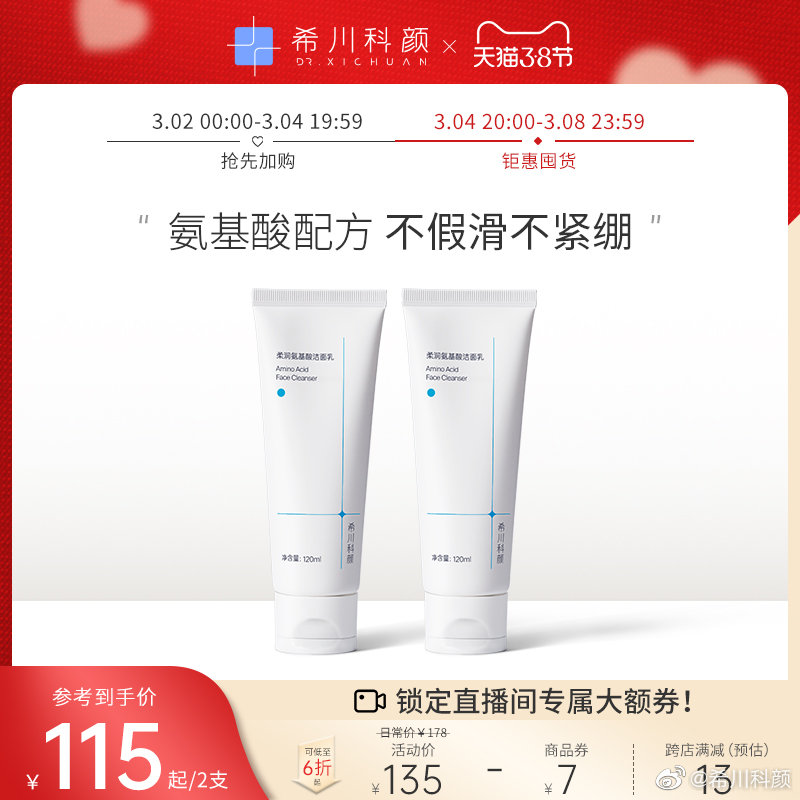 希川科颜 × 天猫3.8节
DR.XICHUAN
3.02 00:00-3.04 19:59
抢先加购
3.04 20:00-3.08 23:59
钜惠囤货
"氨基酸配方 不假滑不紧绷"
柔润氨基酸洁面乳
Amino Acid
Face Cleanser
希川科颜
净含量: 120ml
柔润氨基酸洁面乳
Amino Acid
Face Cleanser
希川科颜
净含量: 120ml
参考到手价
¥115起/2支
锁定直播间专属大额券!
可低至
6折起
日常价¥178
活动价
¥135
-
商品券
¥7
跨店满减(预估)
13
@希川科颜